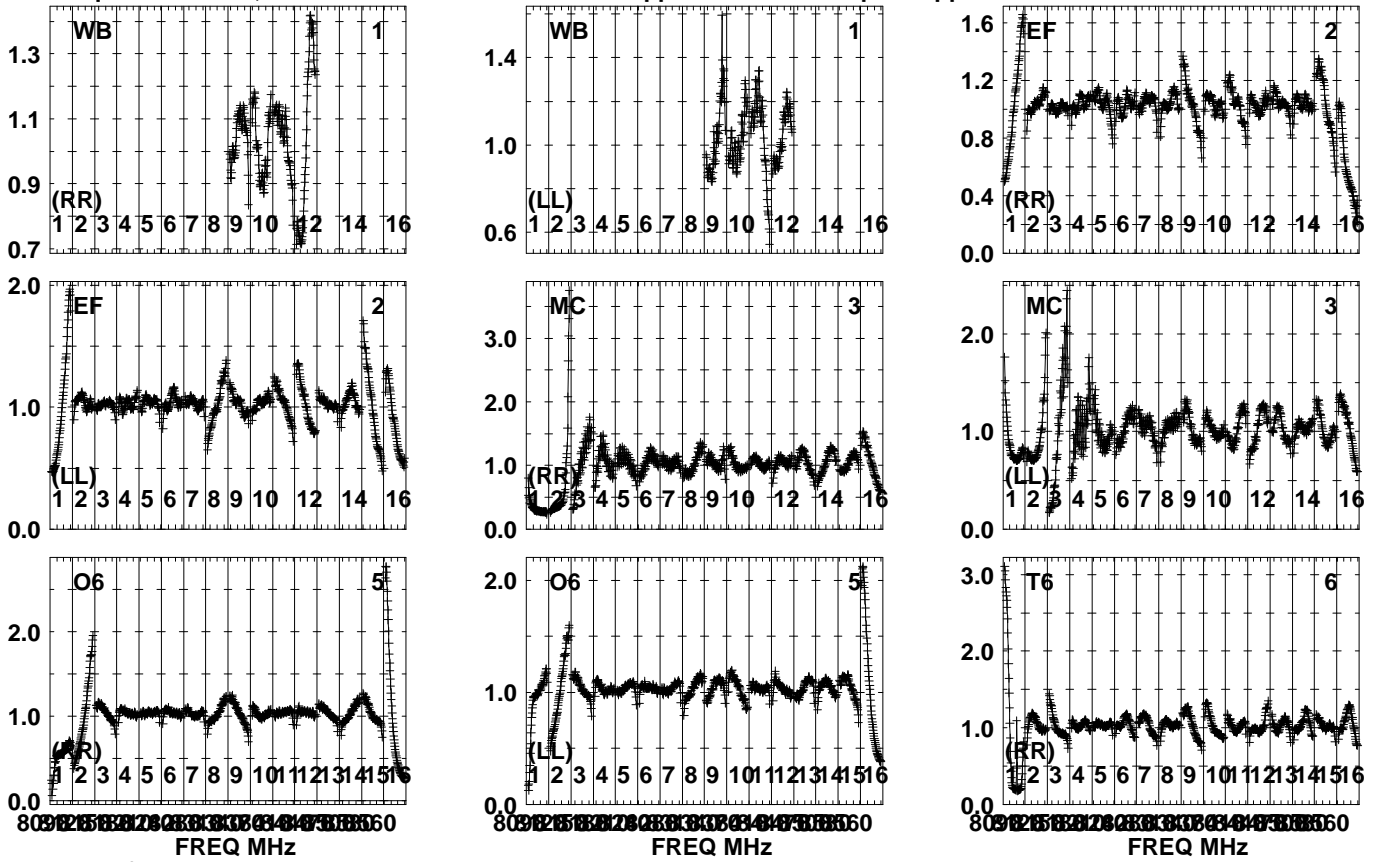 WB 1
1.3
1.1
0.9
0.7
(RR)
1 2 3 4 5 6 7 8 9 10 12 14 16
WB 1
1.4
1.0
0.6
(LL)
1 2 3 4 5 6 7 8 9 10 12 16
EF 2
1.6
1.2
0.8
0.4
0.0
(RR)
1 2 3 4 5 6 7 8 9 10 12 14 16
EF 2
2.0
1.0
0.0
(LL)
1 2 3 4 5 6 7 8 9 10 12 14 16
MC 3
3.0
2.0
1.0
0.0
(RR)
1 2 3 4 5 6 7 8 9 10 12 14 16
MC 3
2.0
1.0
0.0
(LL)
1 2 3 4 5 6 7 8 9 10 12 14 16
O6 5
2.0
1.0
0.0
(RR)
1 2 3 4 5 6 7 8 9 10 11 12 13 14 15 16
FREQ MHz
O6 5
2.0
1.0
0.0
(LL)
1 2 3 4 5 6 7 8 9 10 11 12 13 14 15 16
FREQ MHz
T6 6
3.0
2.0
1.0
0.0
(RR)
1 2 3 4 5 6 7 8 9 10 11 12 13 14 15 16
FREQ MHz